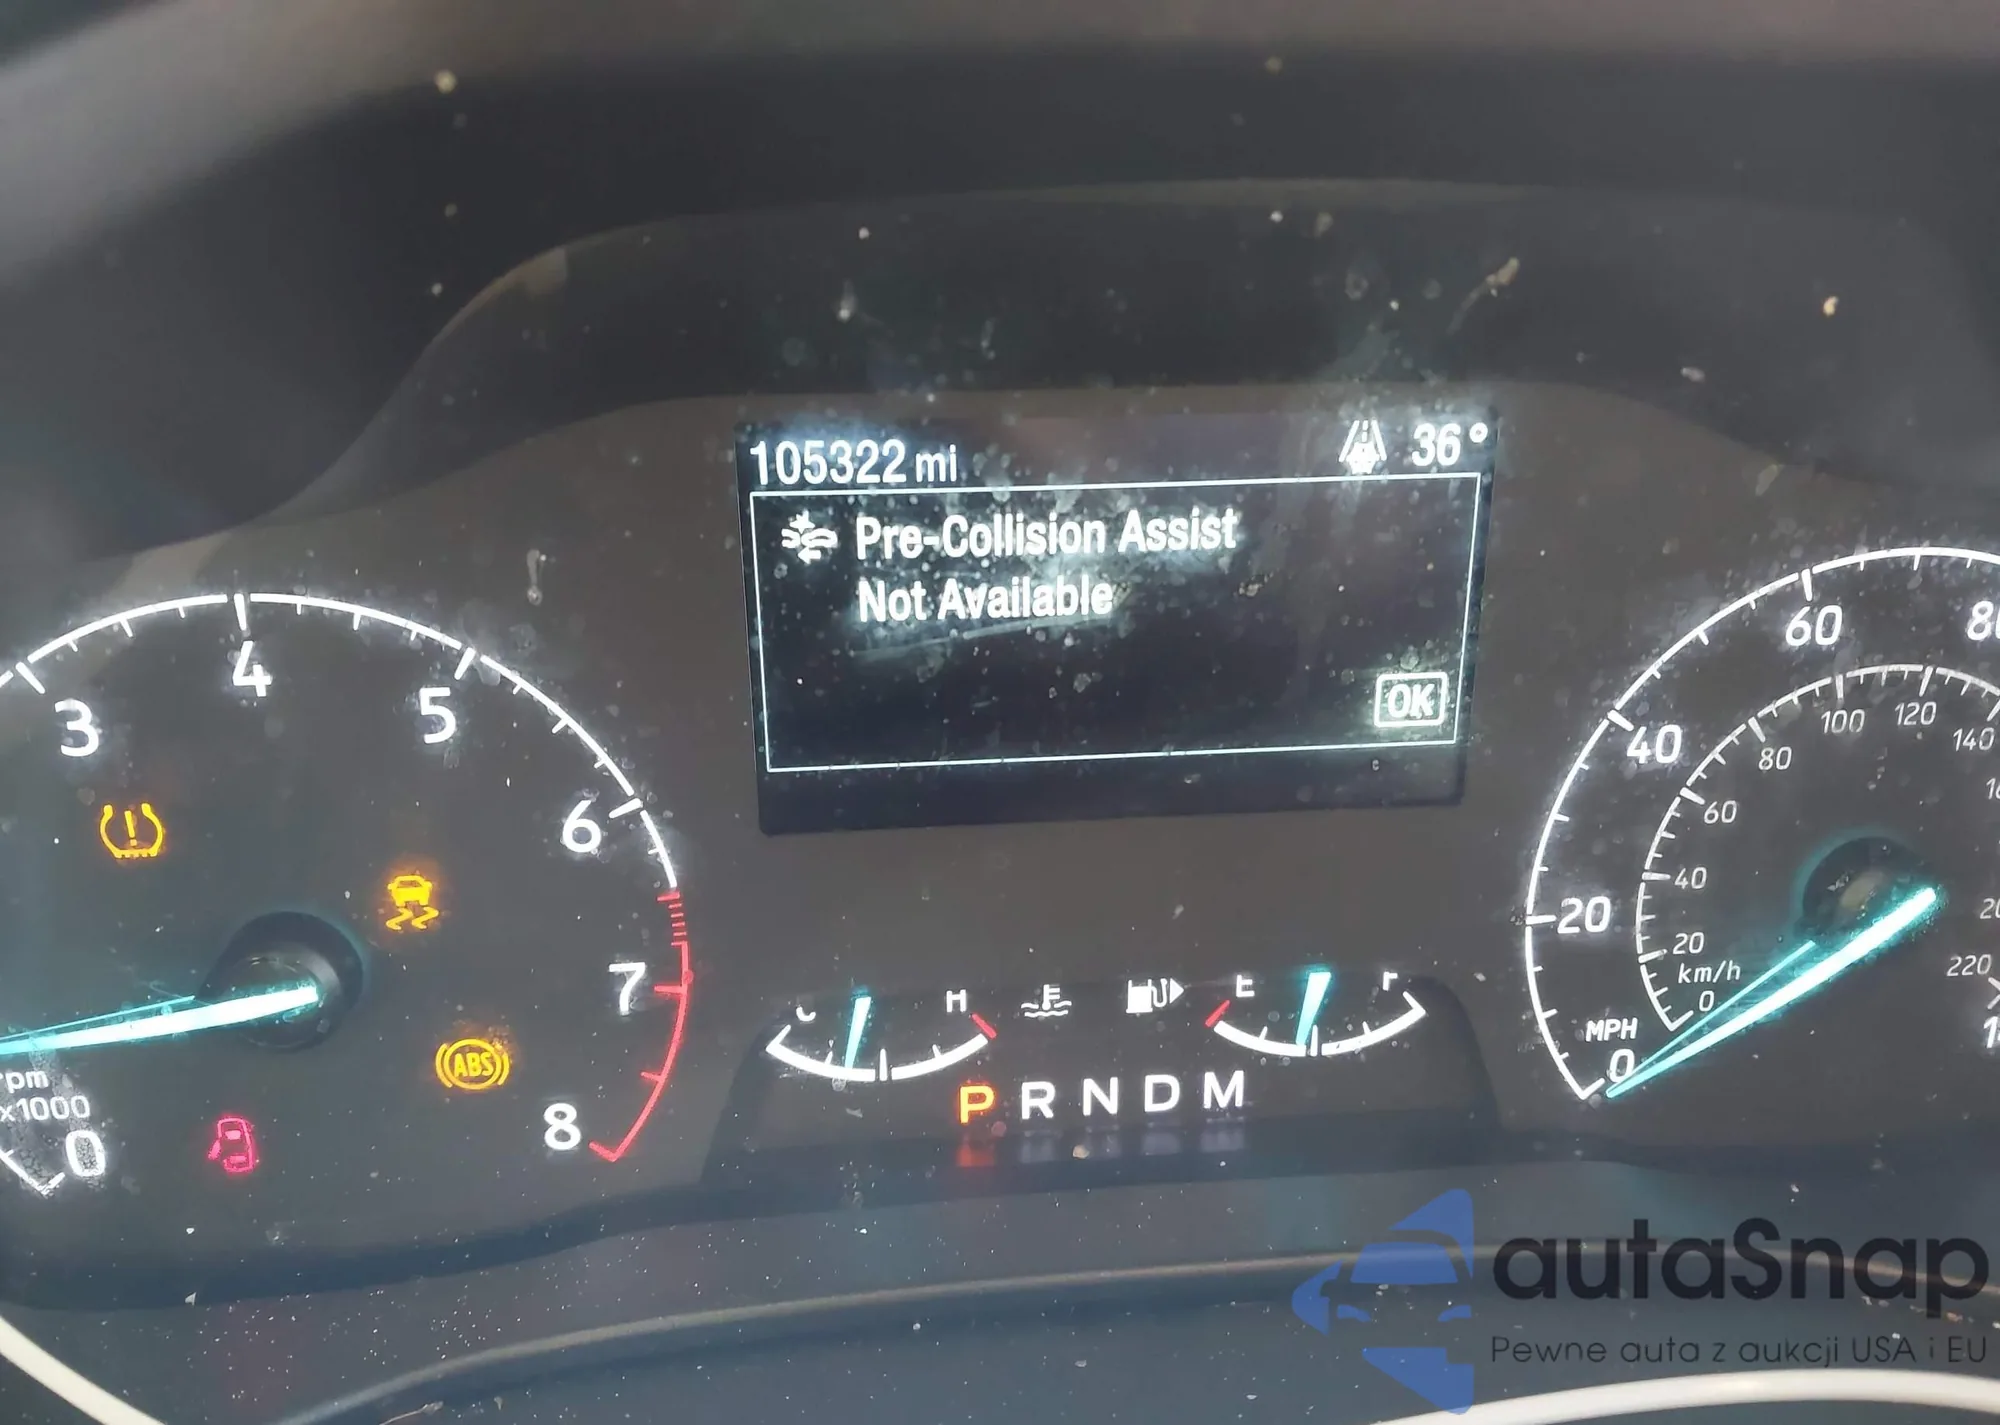 105322 mi 36°
Pre-Collision Assist
Not Available
OK
3 4 5 6 7 8
rpm
x1000
0
ABS
C H E F
P R N D M
0 20 40 60
MPH
0 20 40 60 80 100 120 140
km/h
220
autaSnap
Pewne auta z aukcji USA i EU